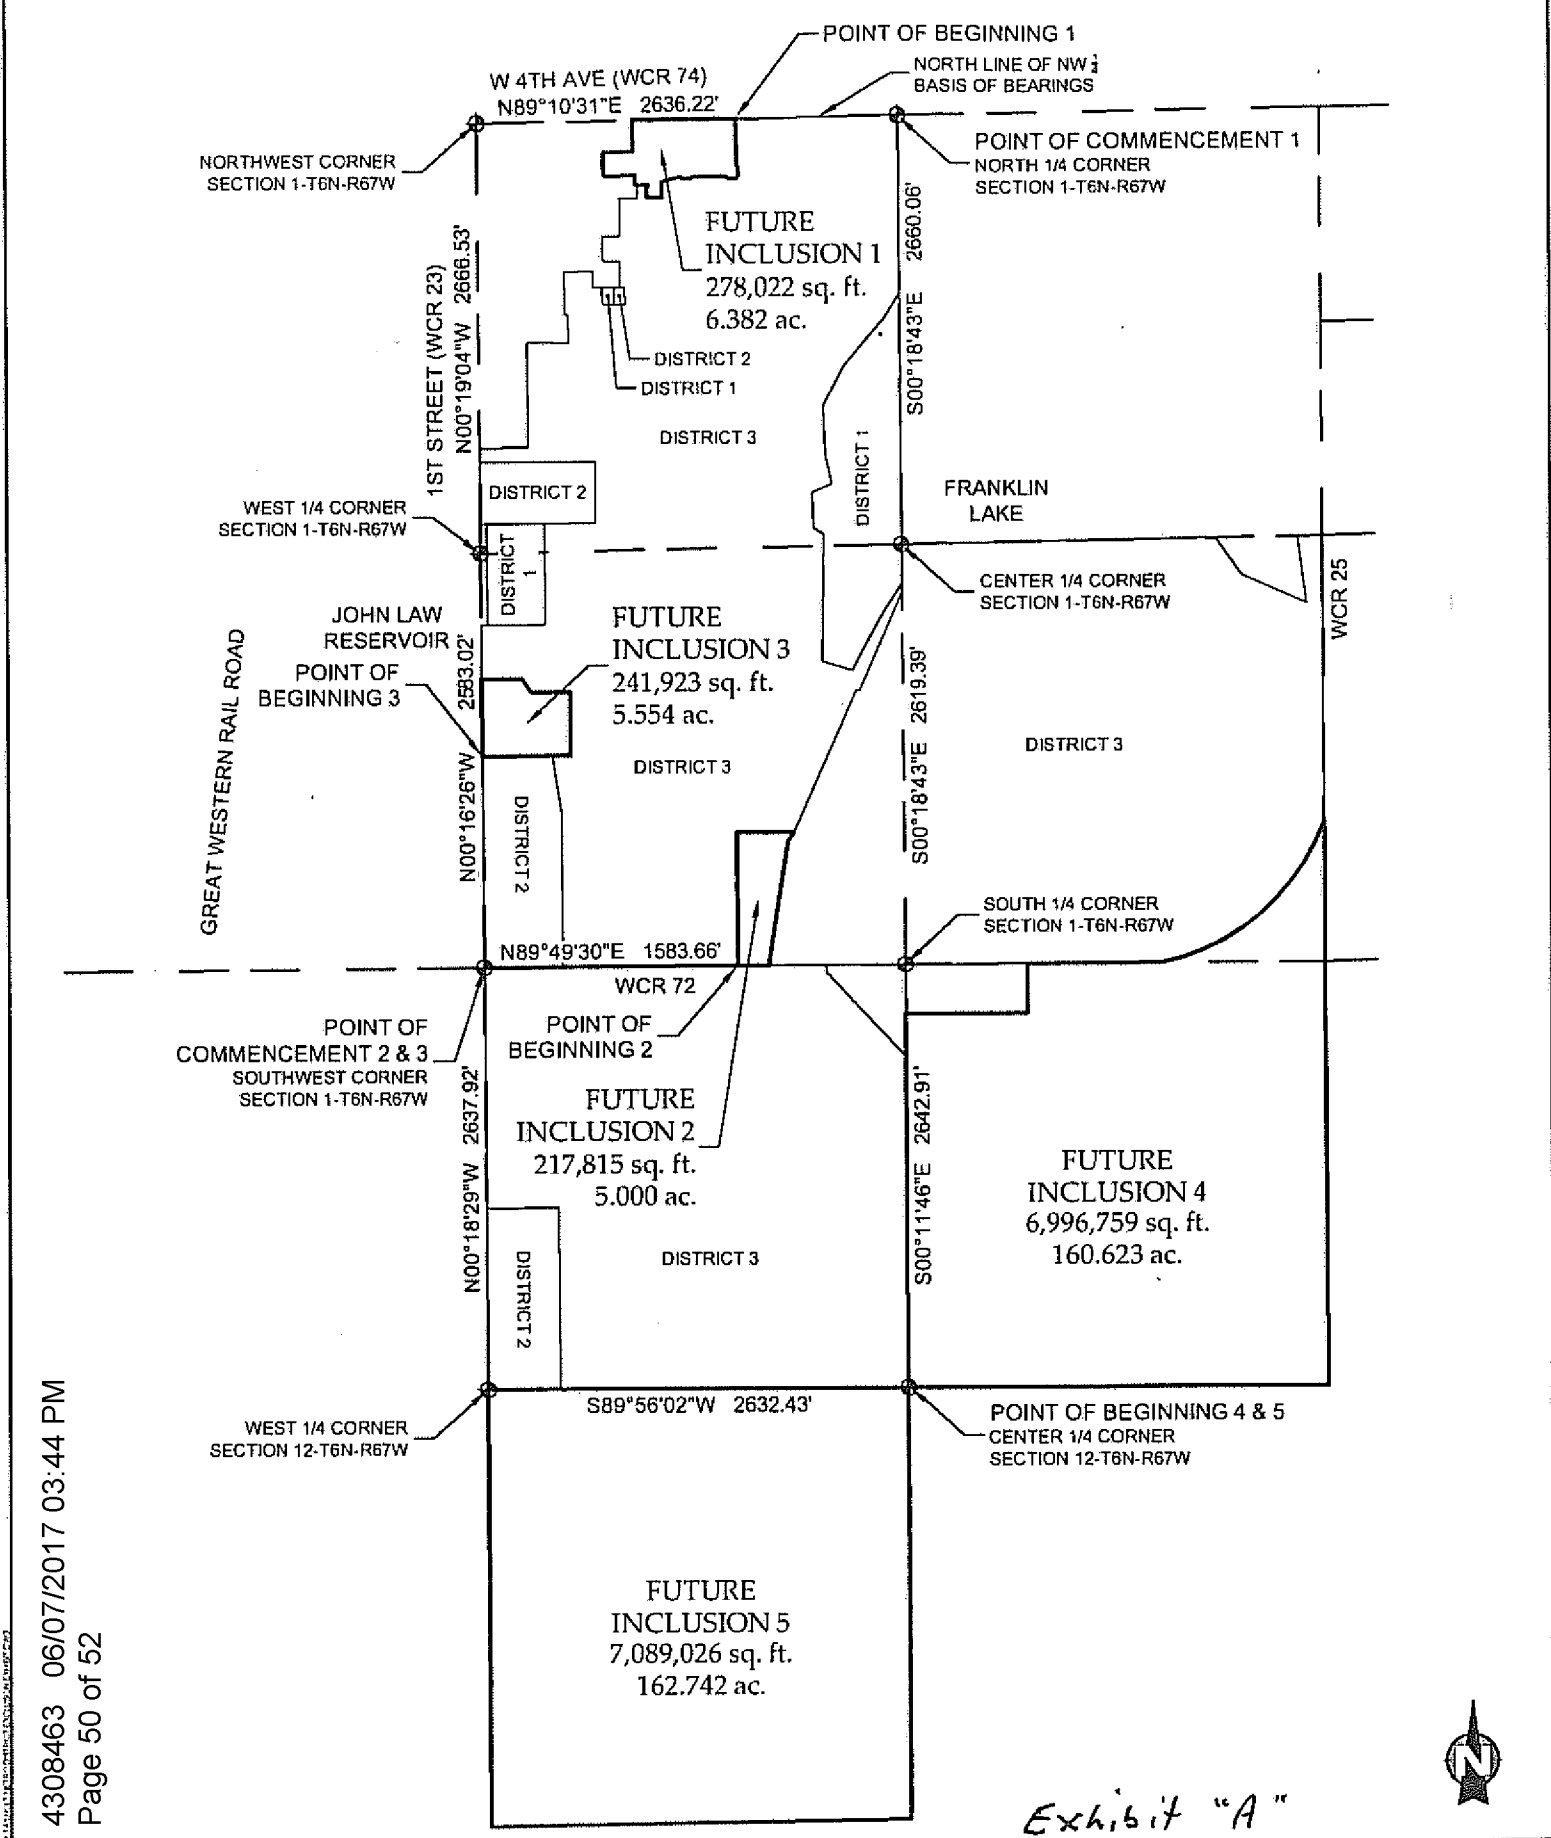 POINT OF BEGINNING 1
NORTH LINE OF NW
BASIS OF BEARINGS
W 4TH AVE (WCR 74)
N89°10'31"E 2636.22'
POINT OF COMMENCEMENT 1
NORTH 1/4 CORNER
SECTION 1-T6N-R67W
NORTHWEST CORNER
SECTION 1-T6N-R67W
FUTURE
INCLUSION 1
278,022 sq. ft.
6.382 ac.
1ST STREET (WCR 23)
N00°19'04"W 2666.53'
S00°18'43"E 2660.06'
1
1
DISTRICT 2
DISTRICT 1
DISTRICT 3
DISTRICT 1
DISTRICT 2
FRANKLIN
LAKE
WEST 1/4 CORNER
SECTION 1-T6N-R67W
DISTRICT
1
CENTER 1/4 CORNER
SECTION 1-T6N-R67W
WCR 25
JOHN LAW
RESERVOIR
FUTURE
INCLUSION 3
241,923 sq. ft.
5.554 ac.
POINT OF
BEGINNING 3
GREAT WESTERN RAIL ROAD
N00°16'26"W 2583.02'
S00°18'43"E 2619.39'
DISTRICT 3
DISTRICT 3
DISTRICT 2
SOUTH 1/4 CORNER
SECTION 1-T6N-R67W
N89°49'30"E 1583.66'
WCR 72
POINT OF
COMMENCEMENT 2 & 3
SOUTHWEST CORNER
SECTION 1-T6N-R67W
POINT OF
BEGINNING 2
FUTURE
INCLUSION 2
217,815 sq. ft.
5.000 ac.
N00°18'29"W 2637.92'
S00°11'46"E 2642.91'
FUTURE
INCLUSION 4
6,996,759 sq. ft.
160.623 ac.
DISTRICT 3
DISTRICT 2
S89°56'02"W 2632.43'
WEST 1/4 CORNER
SECTION 12-T6N-R67W
POINT OF BEGINNING 4 & 5
CENTER 1/4 CORNER
SECTION 12-T6N-R67W
FUTURE
INCLUSION 5
7,089,026 sq. ft.
162.742 ac.
4308463 06/07/2017 03:44 PM
Page 50 of 52
N
Exhibit "A"